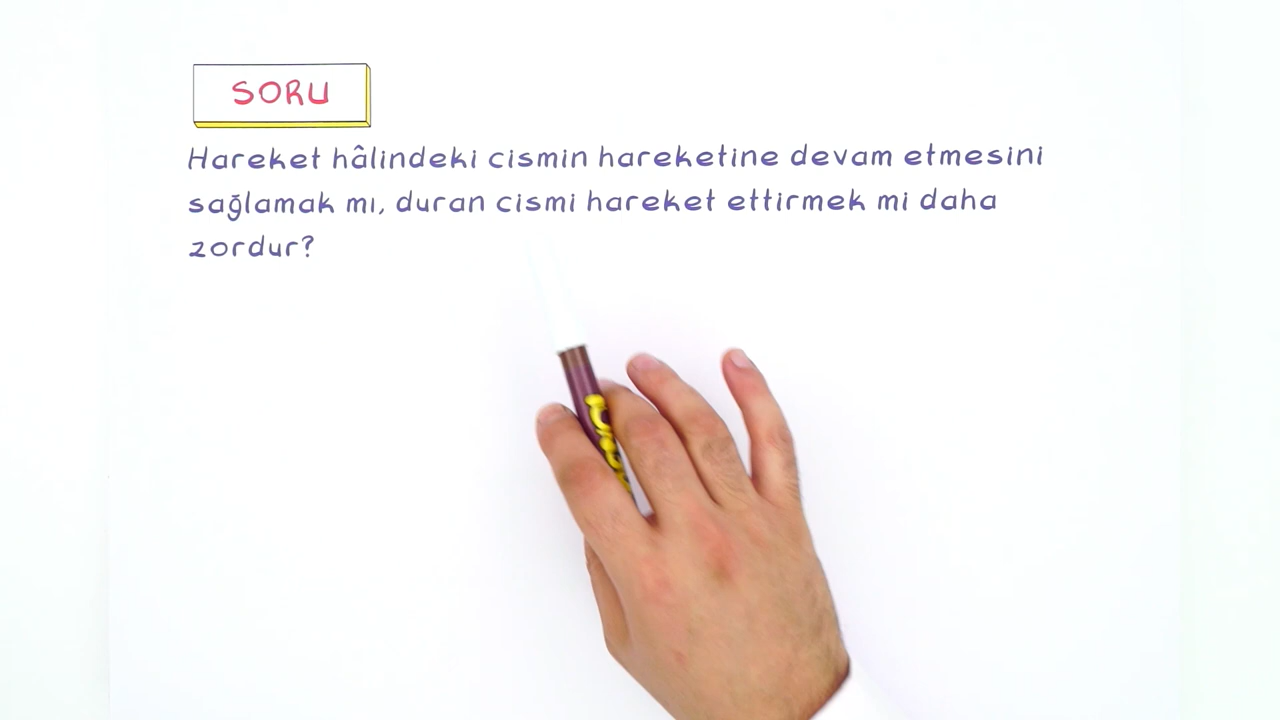 SORU
Hareket hâlindeki cismin hareketine devam etmesini
sağlamak mı, duran cismi hareket ettirmek mi daha
zordur?